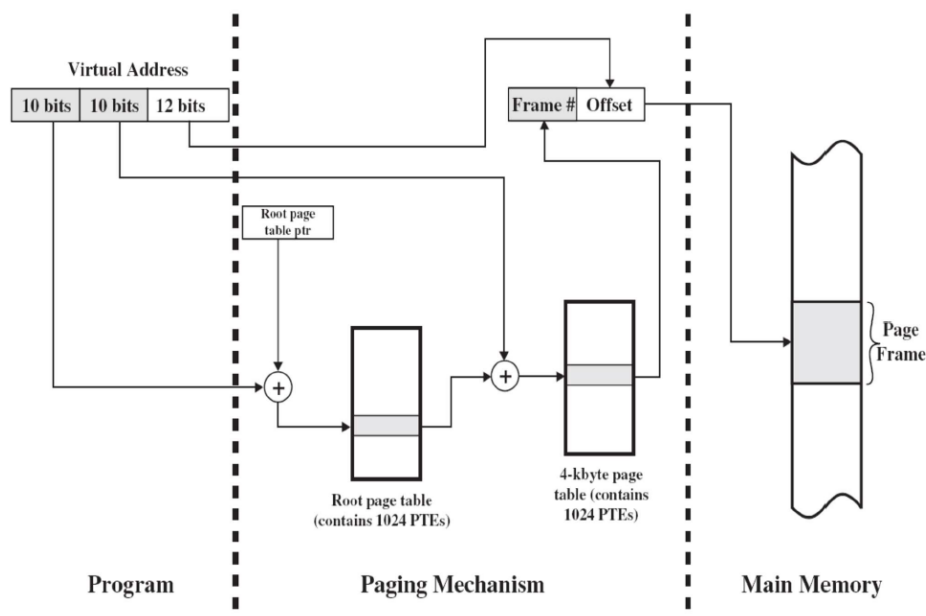 Virtual Address
10 bits 10 bits 12 bits
Frame # Offset
Root page
table ptr
+
+
Page
Frame
Root page table
(contains 1024 PTEs)
4-kbyte page
table (contains
1024 PTEs)
Program Paging Mechanism Main Memory